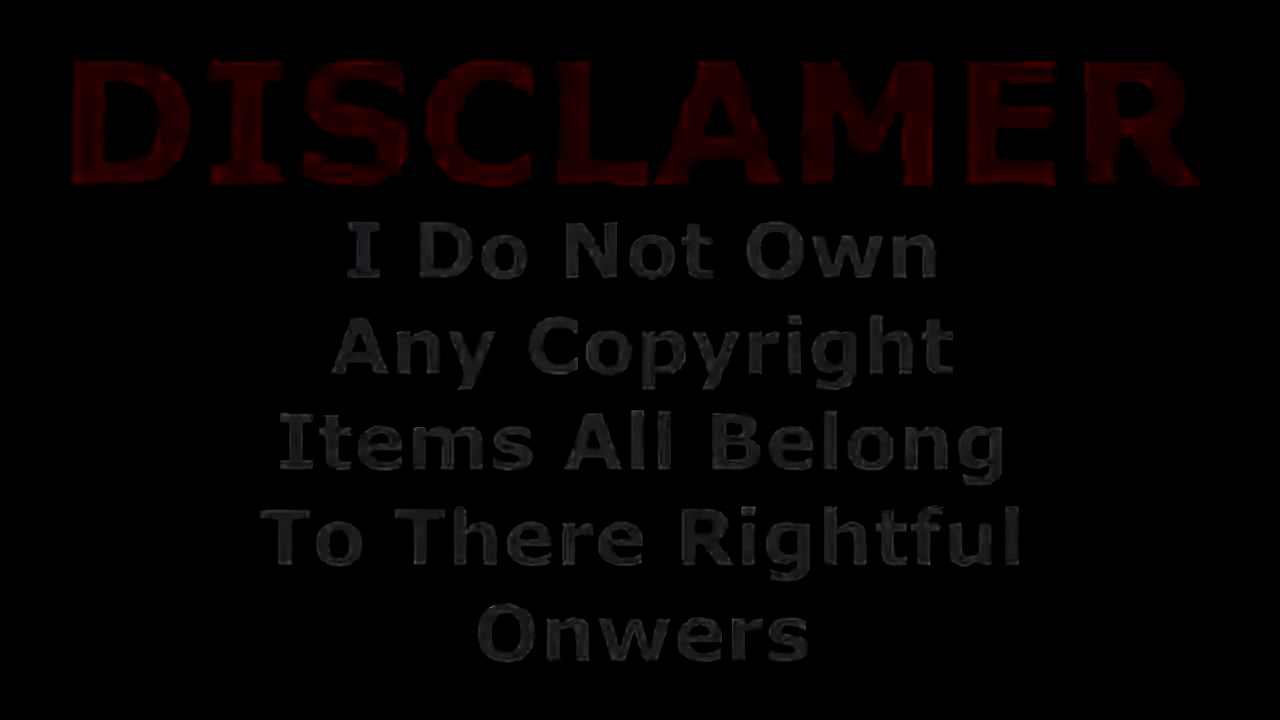 DISCLAMER
I Do Not Own
Any Copyright
Items All Belong
To There Rightful
Onwers